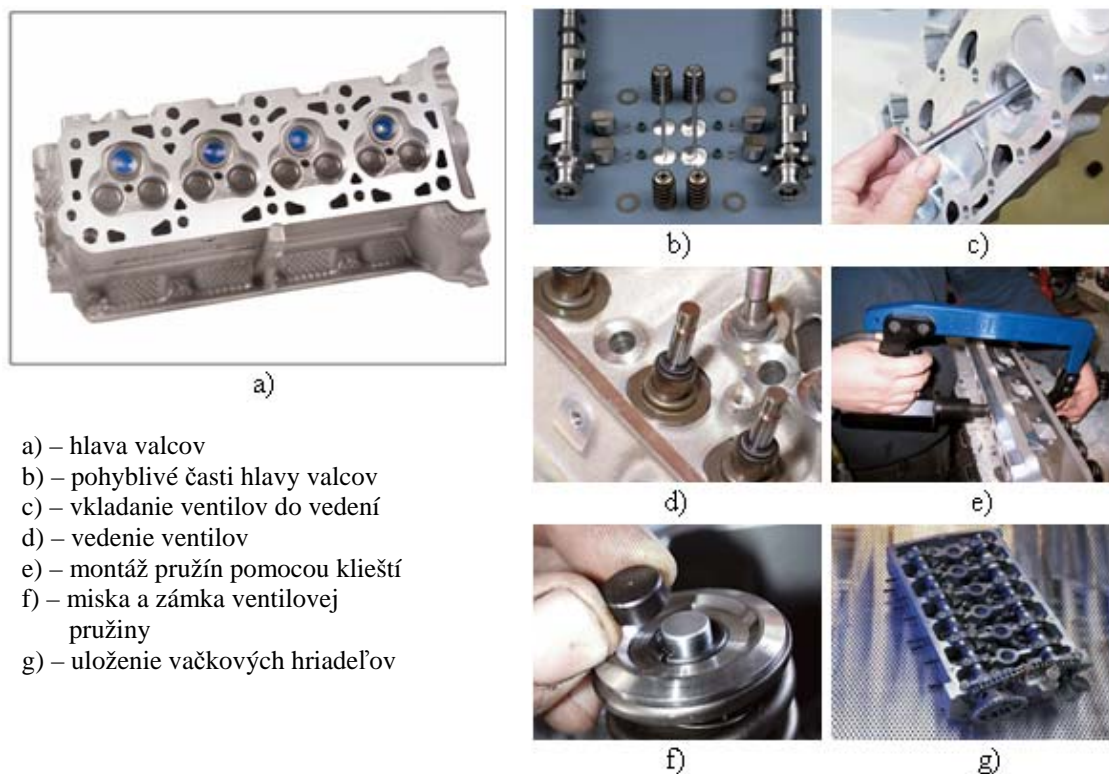 a)
b)
c)
d)
e)
f)
g)
a) – hlava valcov
b) – pohyblivé časti hlavy valcov
c) – vkladanie ventilov do vedení
d) – vedenie ventilov
e) – montáž pružín pomocou klieští
f) – miska a zámka ventilovej
pružiny
g) – uloženie vačkových hriadeľov